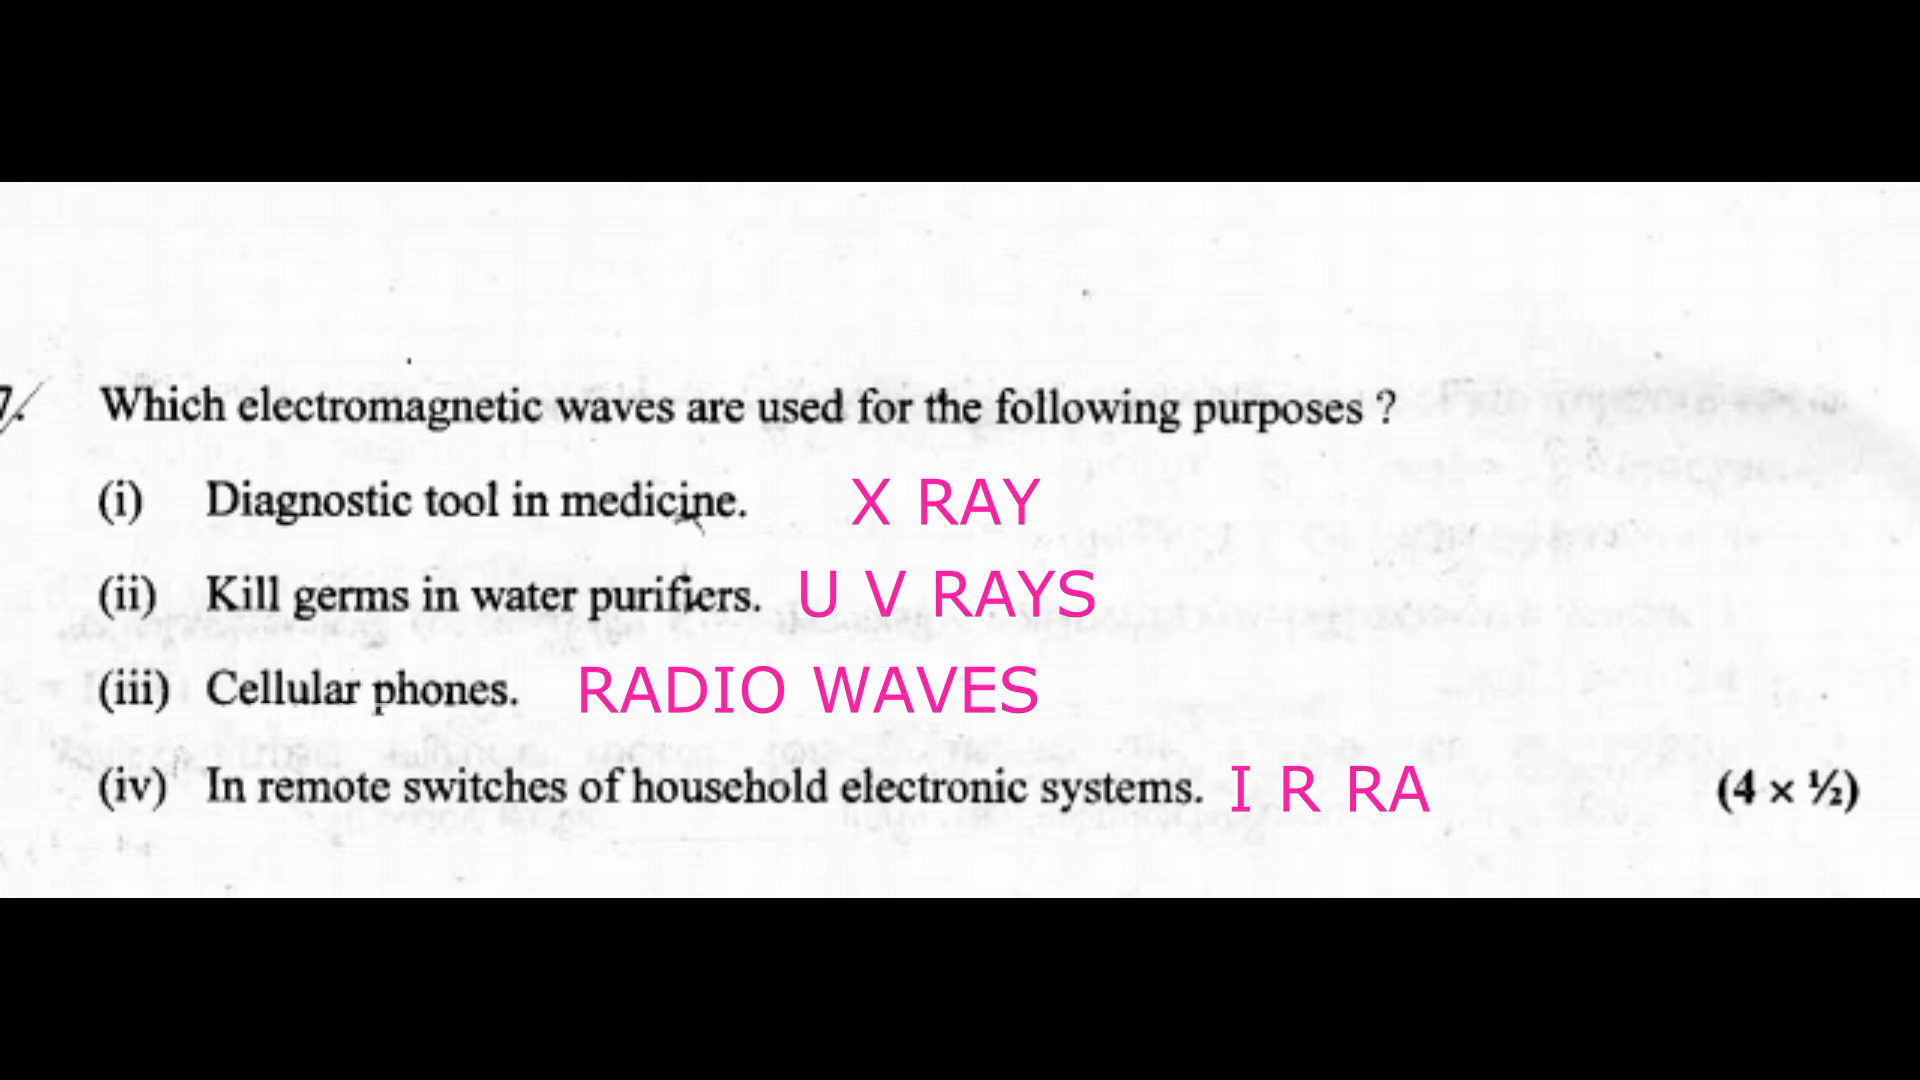 7. Which electromagnetic waves are used for the following purposes ?
(i) Diagnostic tool in medicine. X RAY
(ii) Kill germs in water purifiers. U V RAYS
(iii) Cellular phones. RADIO WAVES
(iv) In remote switches of household electronic systems. I R RA (4 × ½)